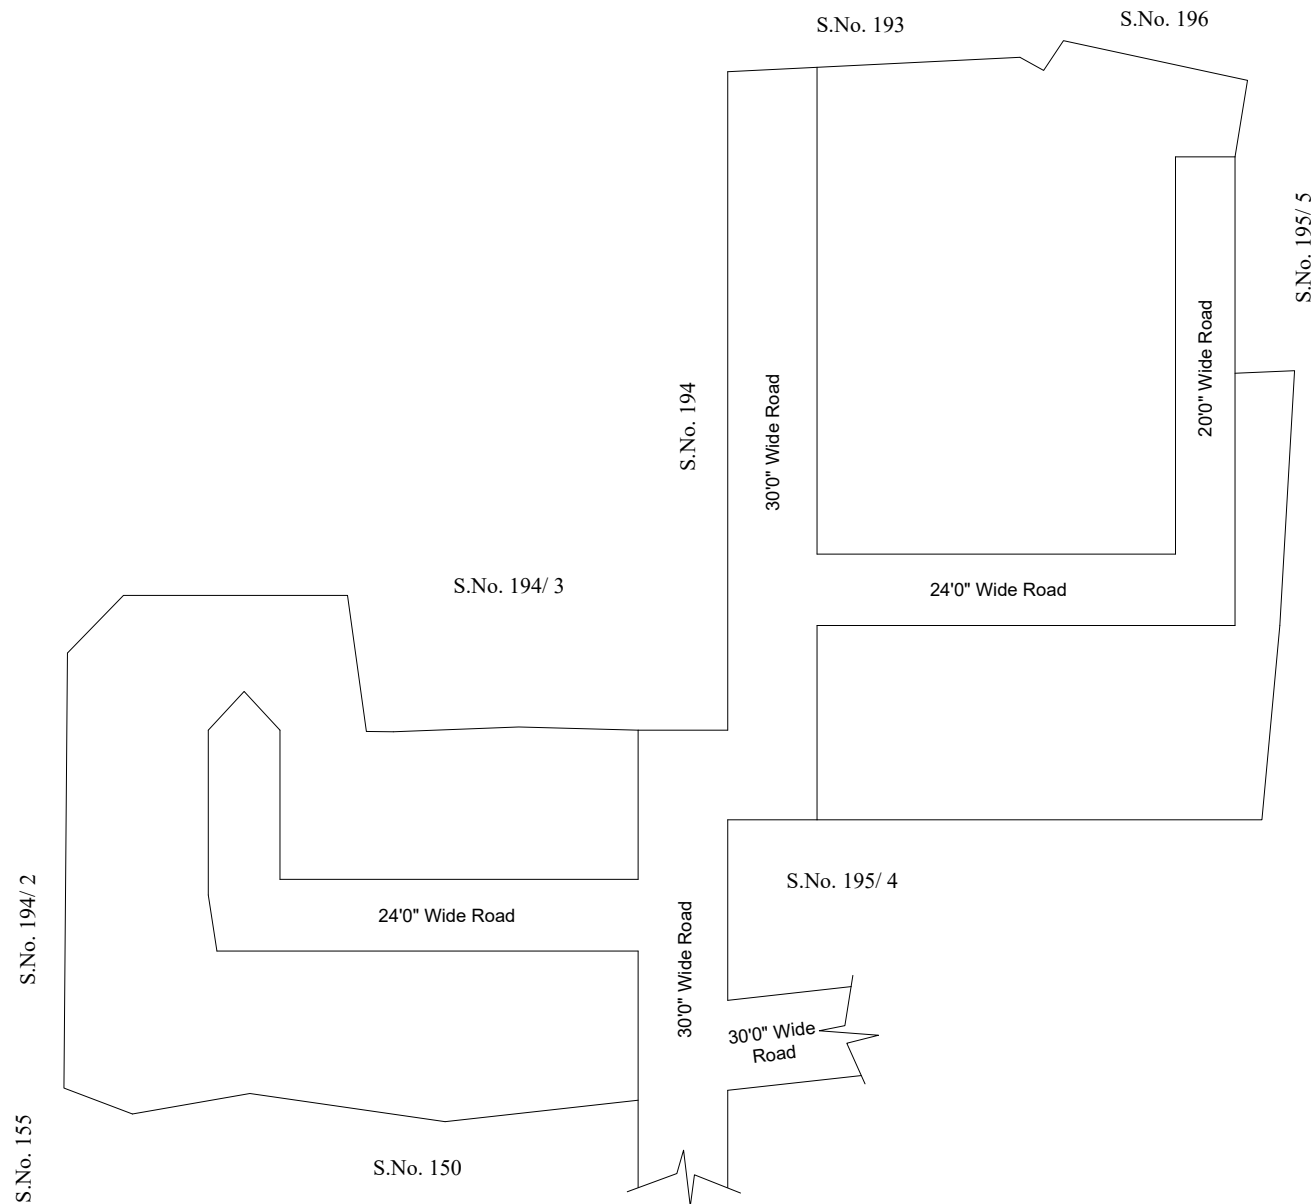 S.No. 193
S.No. 196
S.No. 195/ 5
20'0" Wide Road
S.No. 194
30'0" Wide Road
S.No. 194/ 3
24'0" Wide Road
S.No. 195/ 4
S.No. 194/ 2
24'0" Wide Road
30'0" Wide Road
30'0" Wide
Road
S.No. 155
S.No. 150